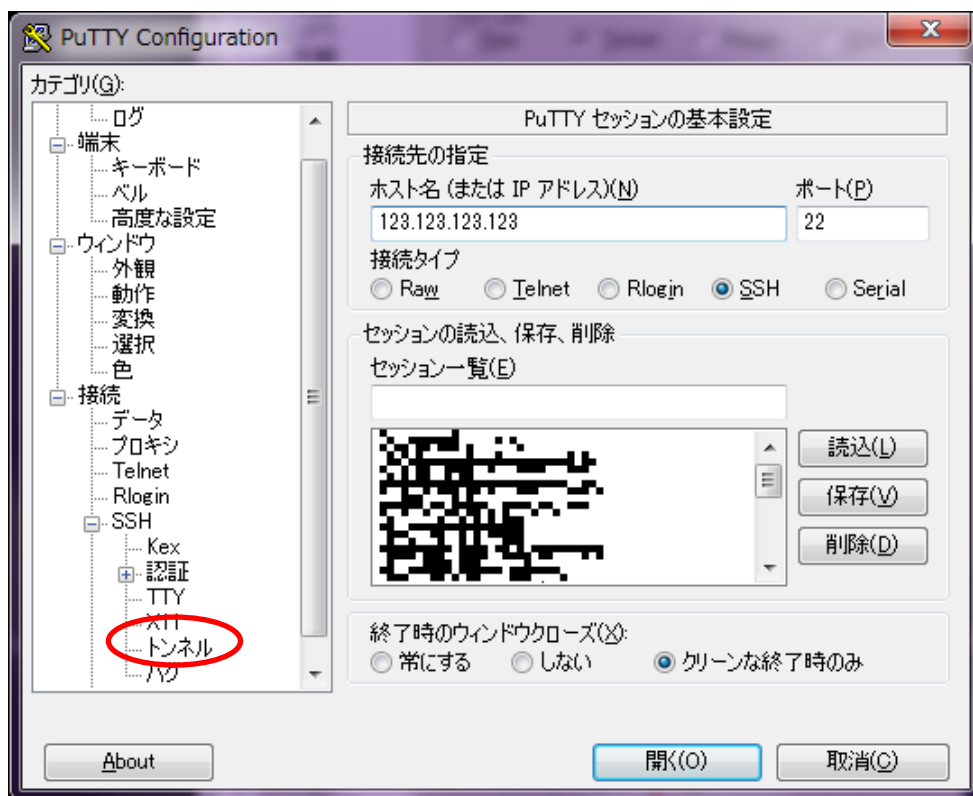 PuTTY Configuration
カテゴリ(G):
ログ
端末
キーボード
ベル
高度な設定
ウィンドウ
外観
動作
変換
選択
色
接続
データ
プロキシ
Telnet
Rlogin
SSH
Kex
認証
TTY
X11
トンネル
バグ
PuTTY セッションの基本設定
接続先の指定
ホスト名 (または IP アドレス)(N) ポート(P)
123.123.123.123 22
接続タイプ
Raw Telnet Rlogin SSH Serial
セッションの読込、保存、削除
セッション一覧(E)
読込(L)
保存(V)
削除(D)
終了時のウィンドウクローズ(X):
常にする しない クリーンな終了時のみ
About 開く(O) 取消(C)